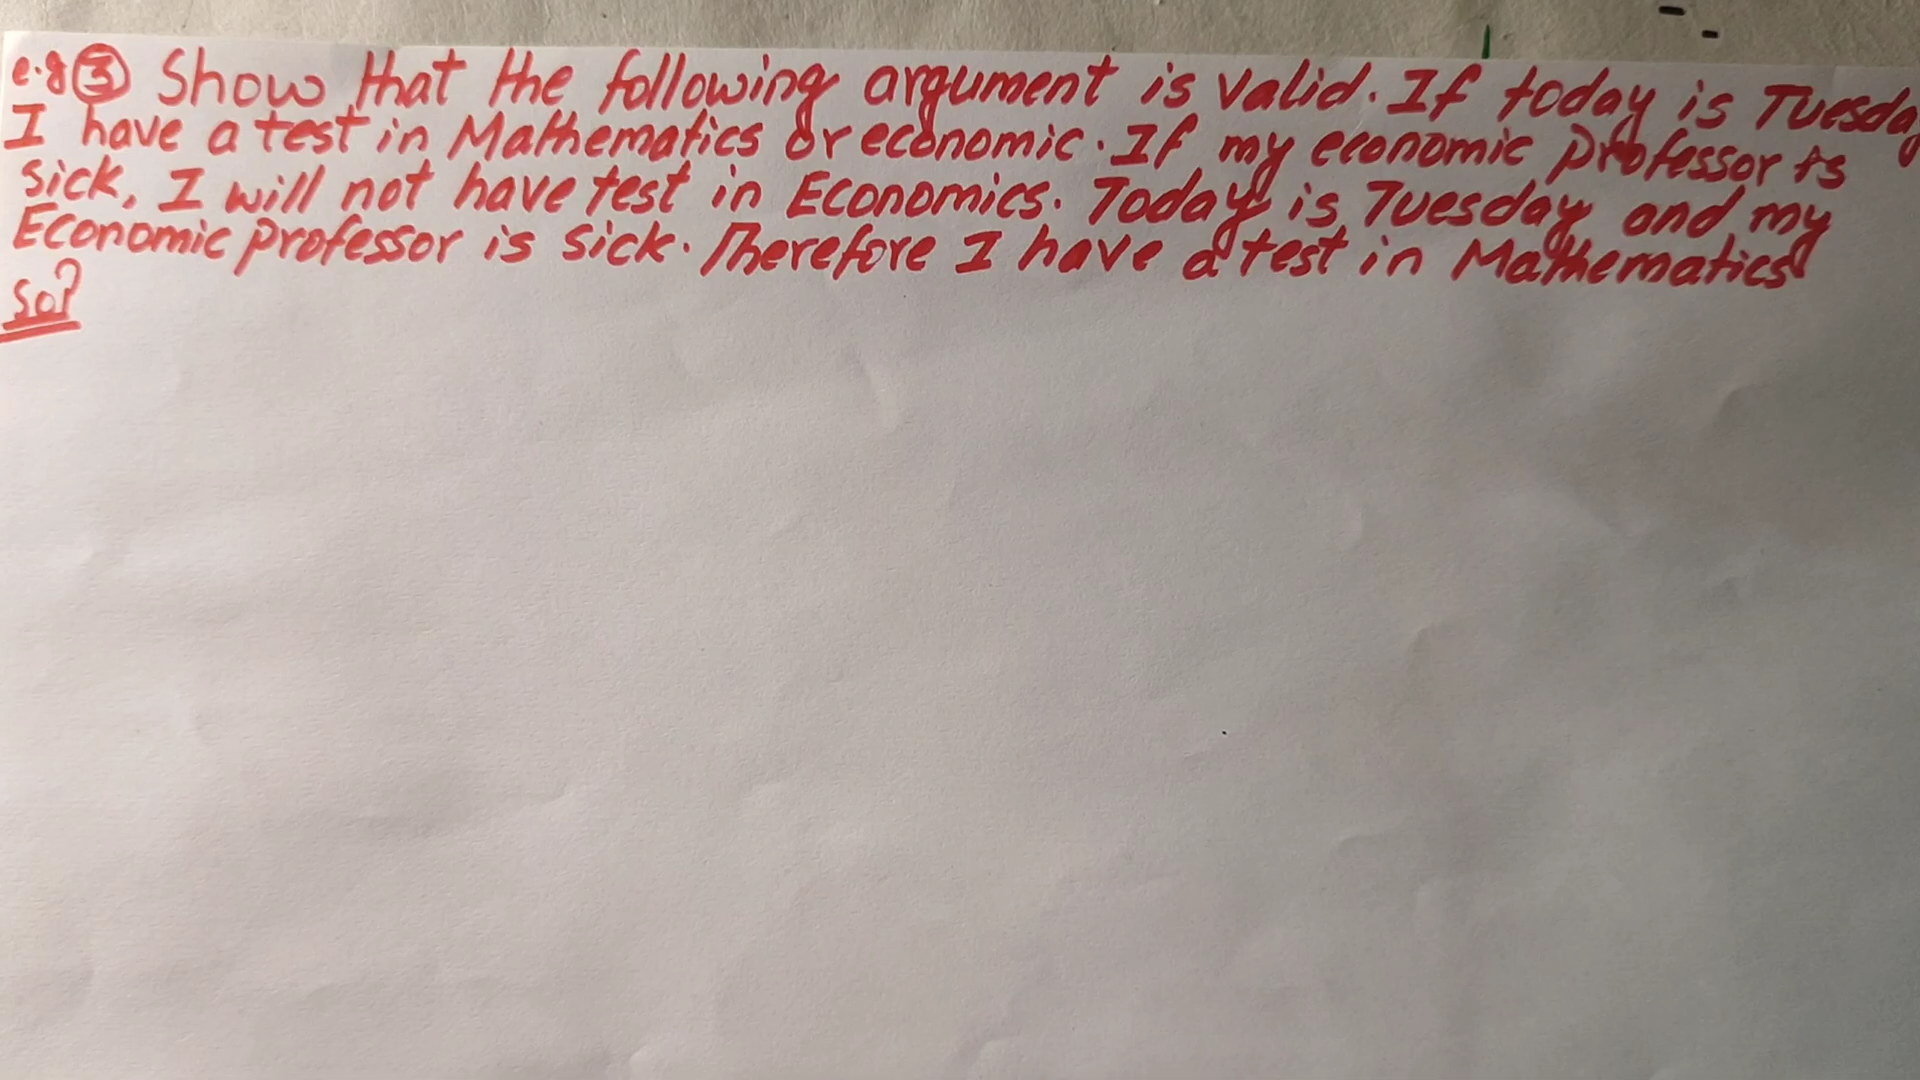 e.g ③ Show that the following argument is valid. If today is Tuesday
I have a test in Mathematics or economic. If my economic professor is
sick, I will not have test in Economics. Today is Tuesday and my
Economic professor is sick. Therefore I have a test in Mathematics
Sol